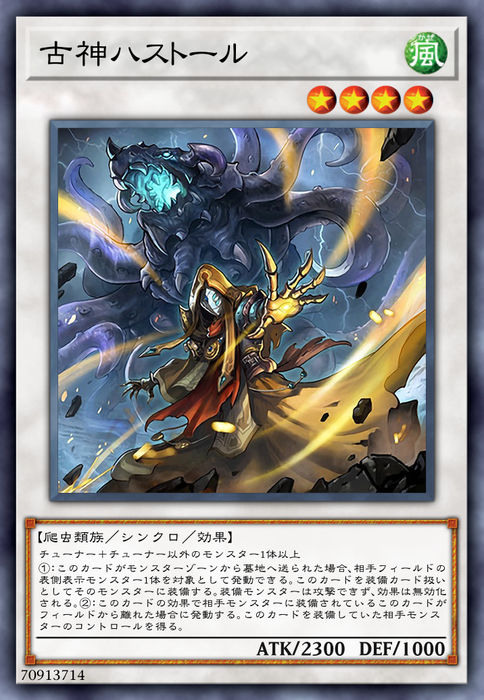 古神ハストール
かぜ
風
【爬虫類族／シンクロ／効果】
チューナー＋チューナー以外のモンスター1体以上
①：このカードがモンスターゾーンから墓地へ送られた場合、相手フィールドの
表側表示モンスター1体を対象として発動できる。このカードを装備カード扱い
としてそのモンスターに装備する。装備モンスターは攻撃できず、効果は無効化
される。②：このカードの効果で相手モンスターに装備されているこのカードが
フィールドから離れた場合に発動する。このカードを装備していた相手モンス
ターのコントロールを得る。
ATK/2300 DEF/1000
70913714